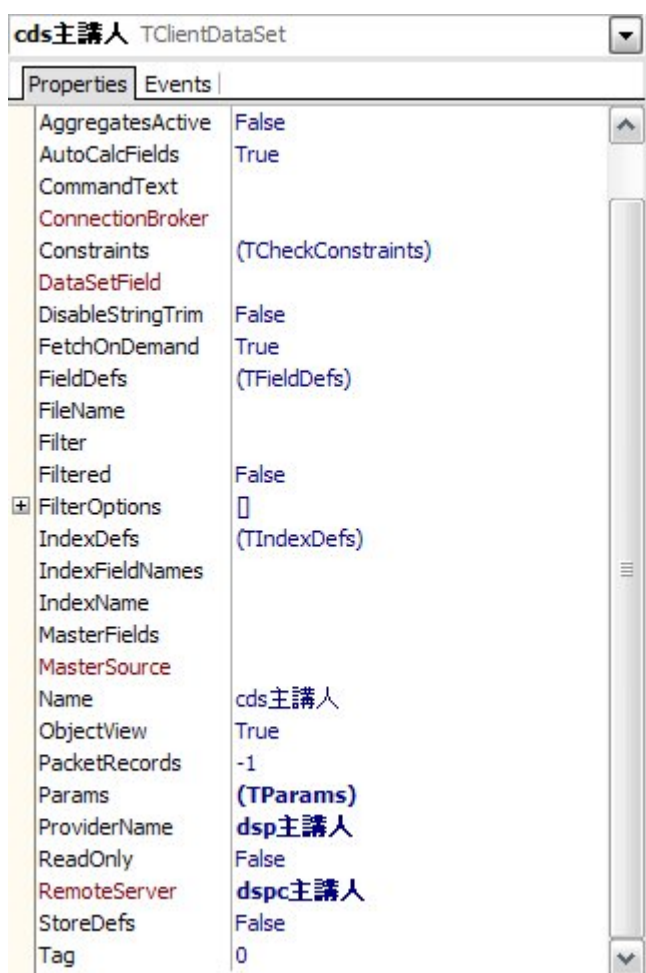 cds主講人 TClientDataSet
Properties Events
AggregatesActive False
AutoCalcFields True
CommandText
ConnectionBroker
Constraints (TCheckConstraints)
DataSetField
DisableStringTrim False
FetchOnDemand True
FieldDefs (TFieldDefs)
FileName
Filter
Filtered False
FilterOptions []
IndexDefs (TIndexDefs)
IndexFieldNames
IndexName
MasterFields
MasterSource
Name cds主講人
ObjectView True
PacketRecords -1
Params (TParams)
ProviderName dsp主講人
ReadOnly False
RemoteServer dspc主講人
StoreDefs False
Tag 0